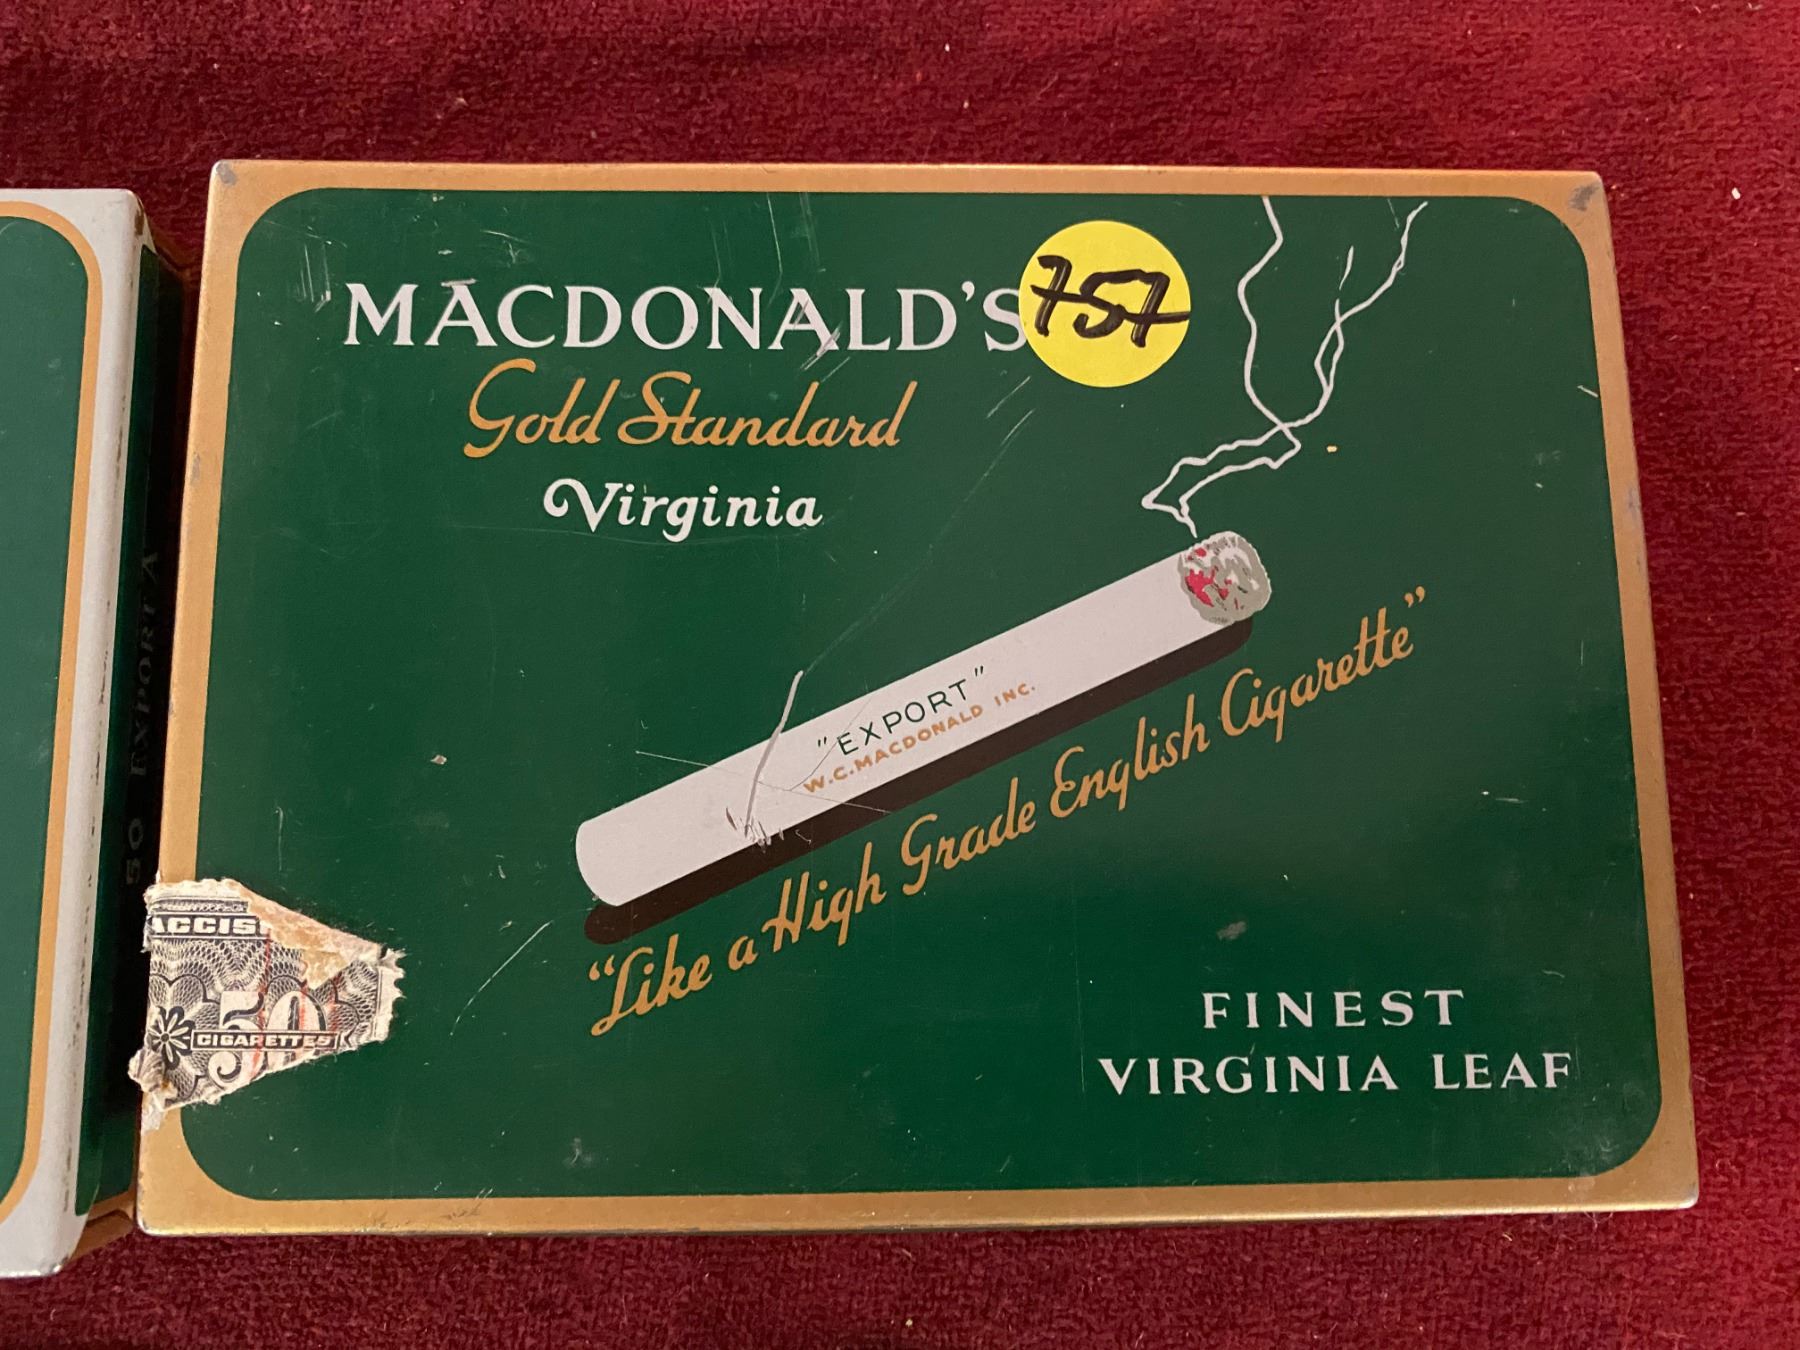 50 EXPORT A
MACDONALD'S
757
Gold Standard
Virginia
"EXPORT"
W.C. MACDONALD INC.
"Like a High Grade English Cigarette"
ACCIS
50
CIGARETTES
FINEST
VIRGINIA LEAF